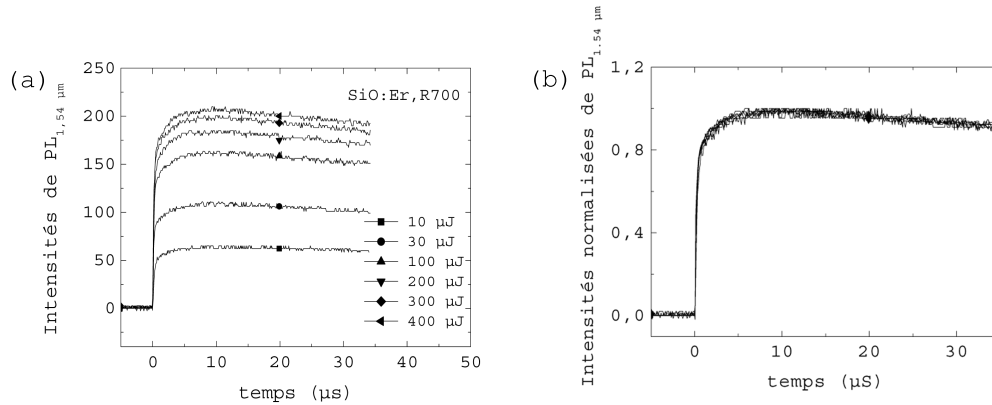 (a)
Intensités de PL1,54 µm
250
200
150
100
50
0
SiO:Er,R700
10 µJ
30 µJ
100 µJ
200 µJ
300 µJ
400 µJ
0 10 20 30 40 50
temps (µs)
(b)
Intensités normalisées de PL1.54 µm
1,2
0,8
0,4
0,0
0 10 20 30
temps (µS)